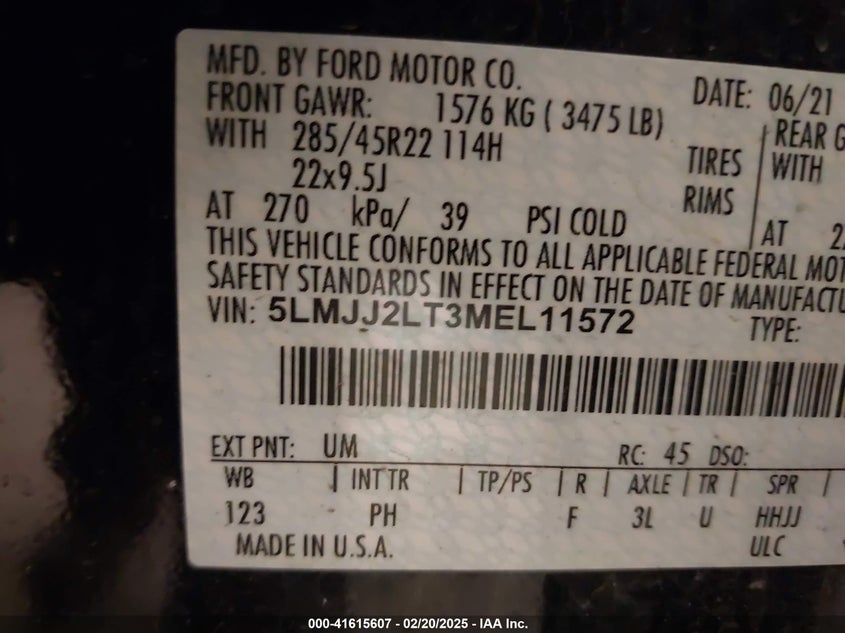 MFD. BY FORD MOTOR CO. DATE: 06/21
FRONT GAWR: 1576 KG ( 3475 LB) REAR
WITH 285/45R22 114H TIRES WITH
22x9.5J RIMS
AT 270 kPa/ 39 PSI COLD AT
THIS VEHICLE CONFORMS TO ALL APPLICABLE FEDERAL
SAFETY STANDARDS IN EFFECT ON THE DATE OF
VIN: 5LMJJ2LT3MEL11572 TYPE:
EXT PNT: UM RC: 45 DSO:
WB | INT TR | TP/PS | R | AXLE | TR | SPR |
123 PH F 3L U HHJJ
MADE IN U.S.A. ULC
000-41615607 - 02/20/2025 - IAA Inc.